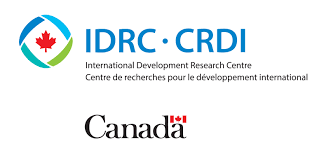 IDRC · CRDI
International Development Research Centre
Centre de recherches pour le développement international
Canada